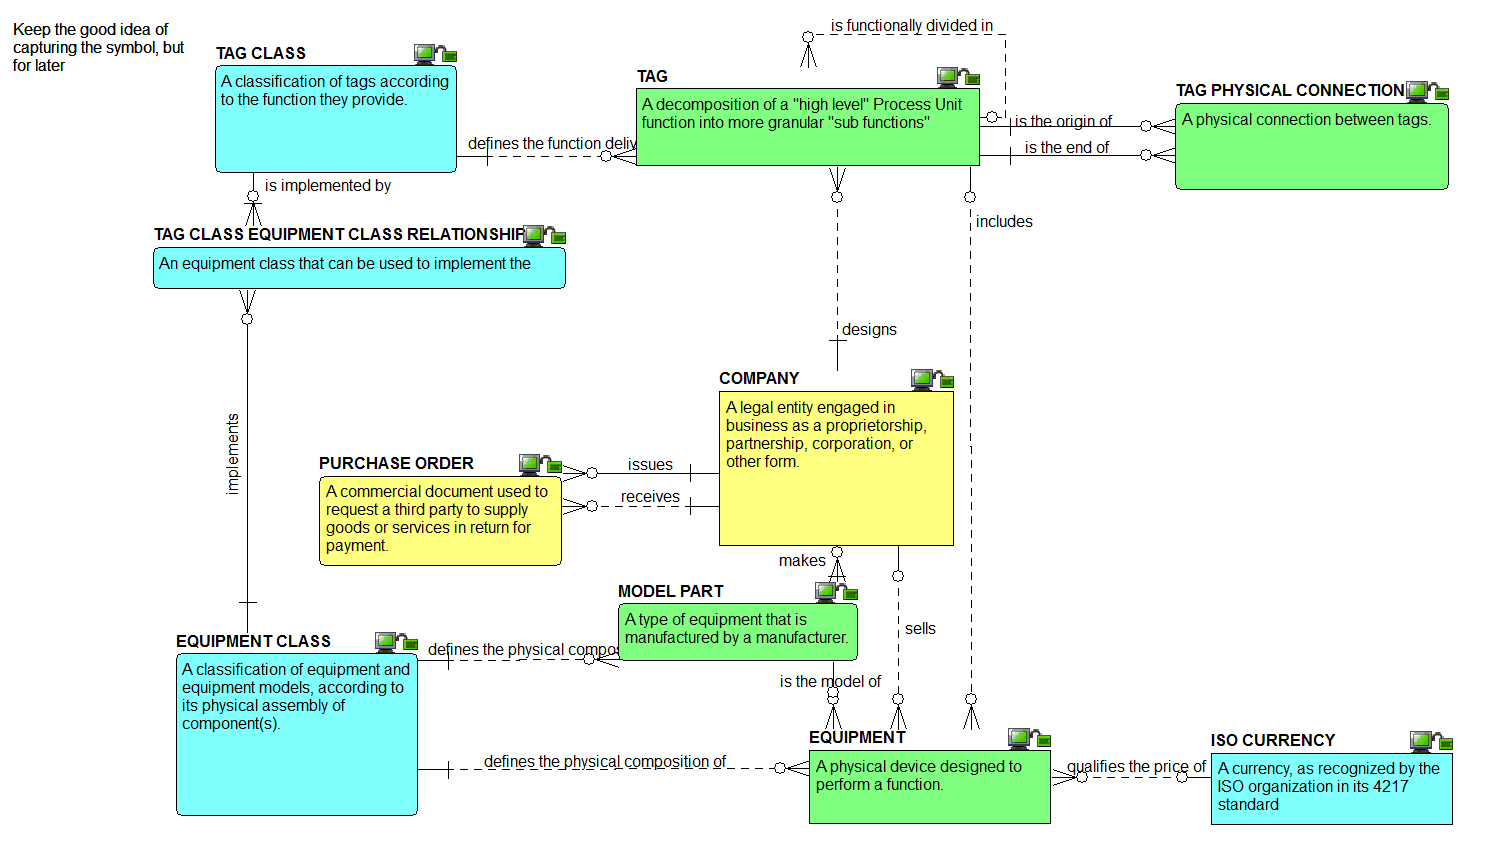 Keep the good idea of
capturing the symbol, but
for later
TAG CLASS
A classification of tags according
to the function they provide.
is functionally divided in
TAG
A decomposition of a "high level" Process Unit
function into more granular "sub functions"
TAG PHYSICAL CONNECTION
A physical connection between tags.
is the origin of
is the end of
defines the function deliv
is implemented by
includes
TAG CLASS EQUIPMENT CLASS RELATIONSHIP
An equipment class that can be used to implement the
designs
COMPANY
A legal entity engaged in
business as a proprietorship,
partnership, corporation, or
other form.
implements
issues
receives
PURCHASE ORDER
A commercial document used to
request a third party to supply
goods or services in return for
payment.
makes
sells
MODEL PART
A type of equipment that is
manufactured by a manufacturer.
EQUIPMENT CLASS
A classification of equipment and
equipment models, according to
its physical assembly of
component(s).
defines the physical compos
is the model of
defines the physical composition of
EQUIPMENT
A physical device designed to
perform a function.
qualifies the price of
ISO CURRENCY
A currency, as recognized by the
ISO organization in its 4217
standard